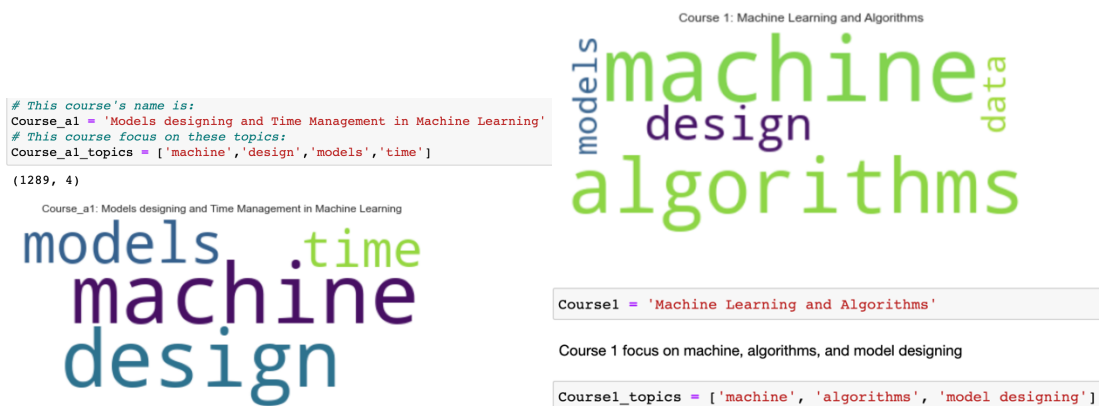 # This course's name is:
Course_a1 = 'Models designing and Time Management in Machine Learning'
# This course focus on these topics:
Course_a1_topics = ['machine','design','models','time']
(1289, 4)
Course_a1: Models designing and Time Management in Machine Learning
models
time
machine
design
Course 1: Machine Learning and Algorithms
models
machine
data
design
algorithms
Course1 = 'Machine Learning and Algorithms'
Course 1 focus on machine, algorithms, and model designing
Course1_topics = ['machine', 'algorithms', 'model designing']